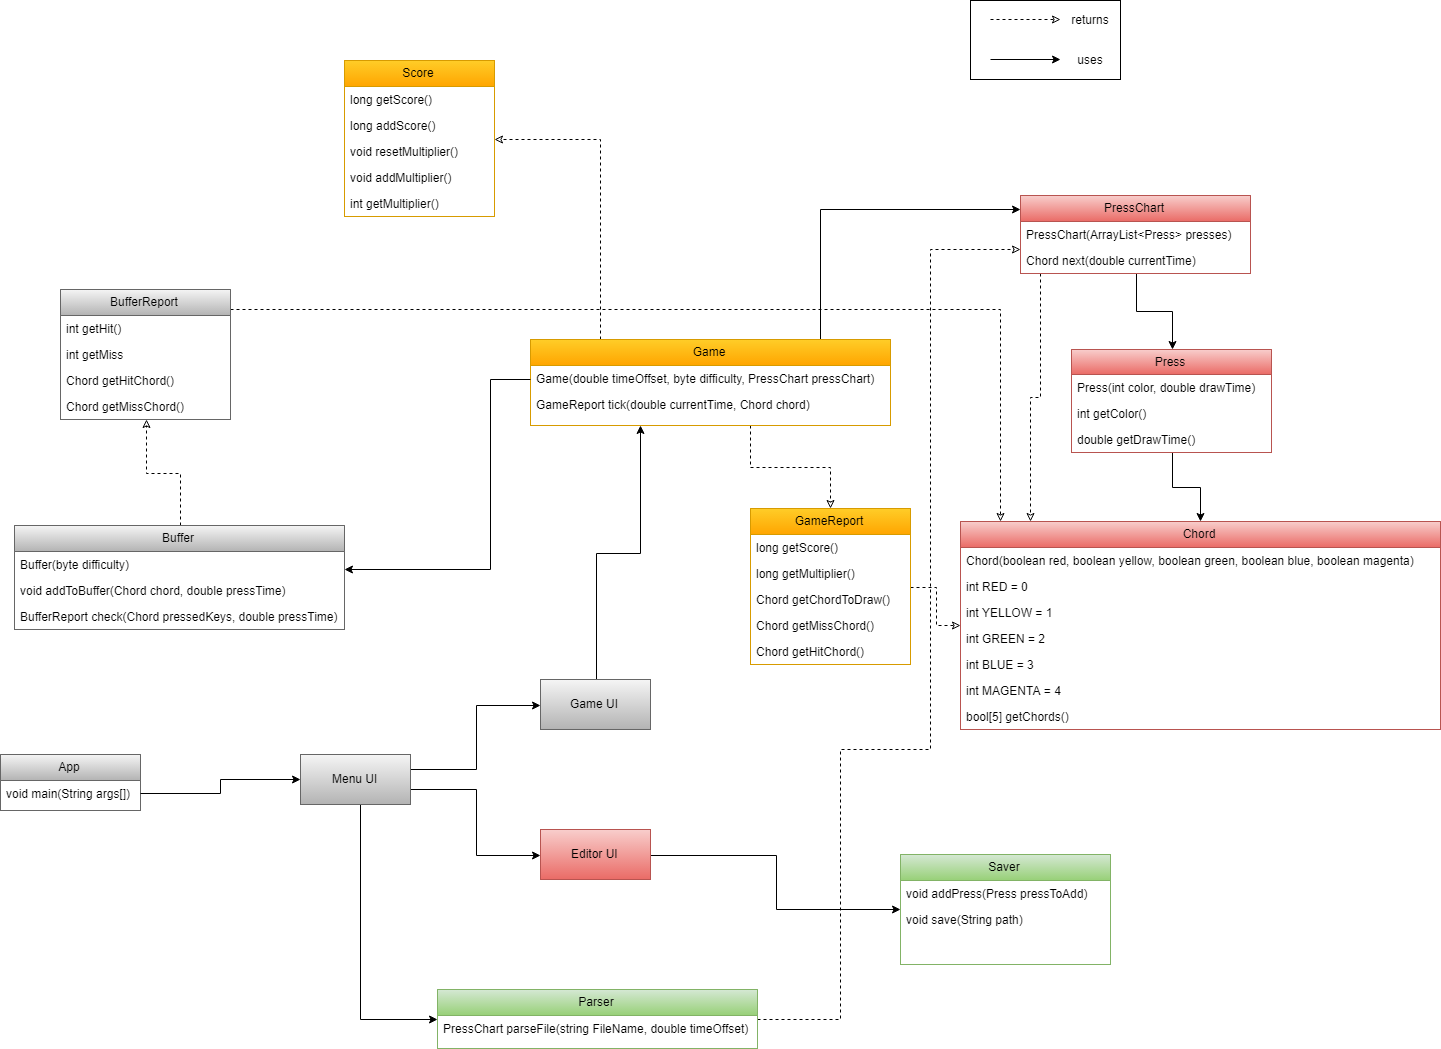 returns
uses
Score
long getScore()
long addScore()
void resetMultiplier()
void addMultiplier()
int getMultiplier()
PressChart
PressChart(ArrayList<Press> presses)
Chord next(double currentTime)
BufferReport
int getHit()
int getMiss
Chord getHitChord()
Chord getMissChord()
Game
Game(double timeOffset, byte difficulty, PressChart pressChart)
GameReport tick(double currentTime, Chord chord)
Press
Press(int color, double drawTime)
int getColor()
double getDrawTime()
Buffer
Buffer(byte difficulty)
void addToBuffer(Chord chord, double pressTime)
BufferReport check(Chord pressedKeys, double pressTime)
GameReport
long getScore()
long getMultiplier()
Chord getChordToDraw()
Chord getMissChord()
Chord getHitChord()
Chord
Chord(boolean red, boolean yellow, boolean green, boolean blue, boolean magenta)
int RED = 0
int YELLOW = 1
int GREEN = 2
int BLUE = 3
int MAGENTA = 4
bool[5] getChords()
Game UI
App
void main(String args[])
Menu UI
Editor UI
Saver
void addPress(Press pressToAdd)
void save(String path)
Parser
PressChart parseFile(string FileName, double timeOffset)